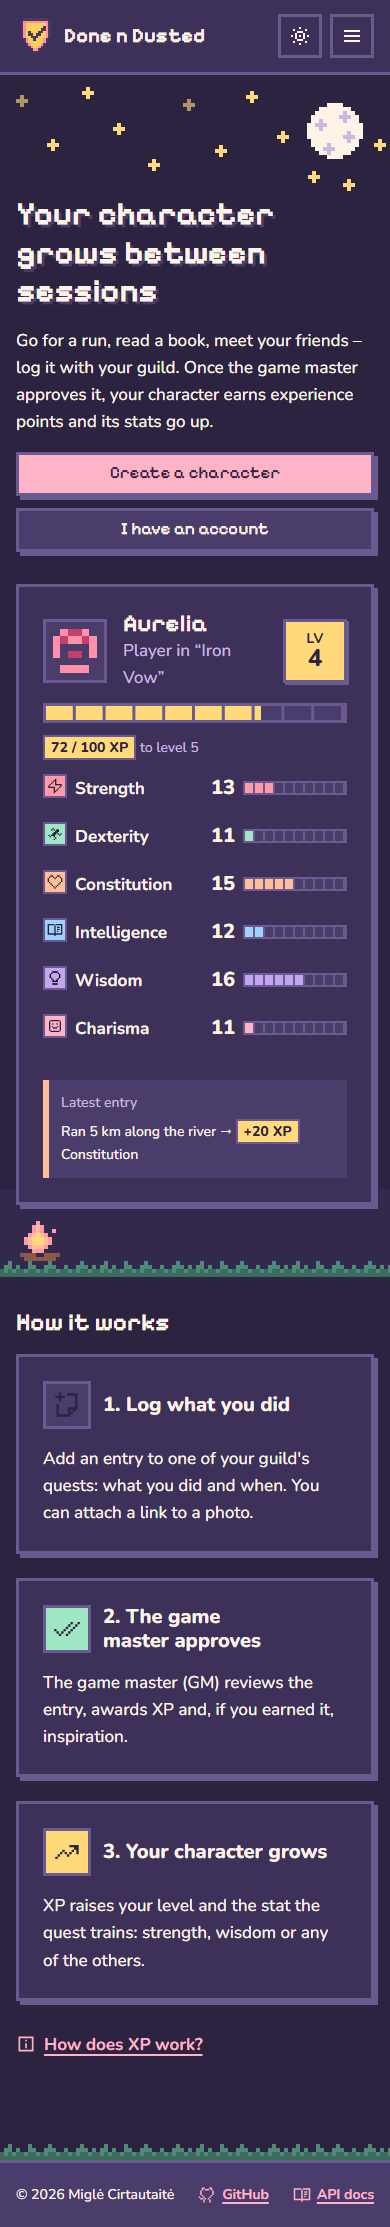 Done n Dusted
Your character
grows between
sessions
Go for a run, read a book, meet your friends –
log it with your guild. Once the game master
approves it, your character earns experience
points and its stats go up.
Create a character
I have an account
Aurelia
Player in “Iron
Vow”
LV
4
72 / 100 XP to level 5
Strength 13
Dexterity 11
Constitution 15
Intelligence 12
Wisdom 16
Charisma 11
Latest entry
Ran 5 km along the river → +20 XP
Constitution
How it works
1. Log what you did
Add an entry to one of your guild's
quests: what you did and when. You
can attach a link to a photo.
2. The game
master approves
The game master (GM) reviews the
entry, awards XP and, if you earned it,
inspiration.
3. Your character grows
XP raises your level and the stat the
quest trains: strength, wisdom or any
of the others.
How does XP work?
© 2026 Miglė Cirtautaitė GitHub API docs